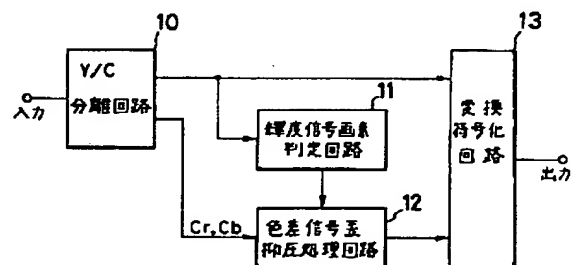 10
Y/C
分離回路
入力
11
輝度信号画素
判定回路
Cr,Cb
12
色差信号歪
抑圧処理回路
13
変換
符号化
回路
出力